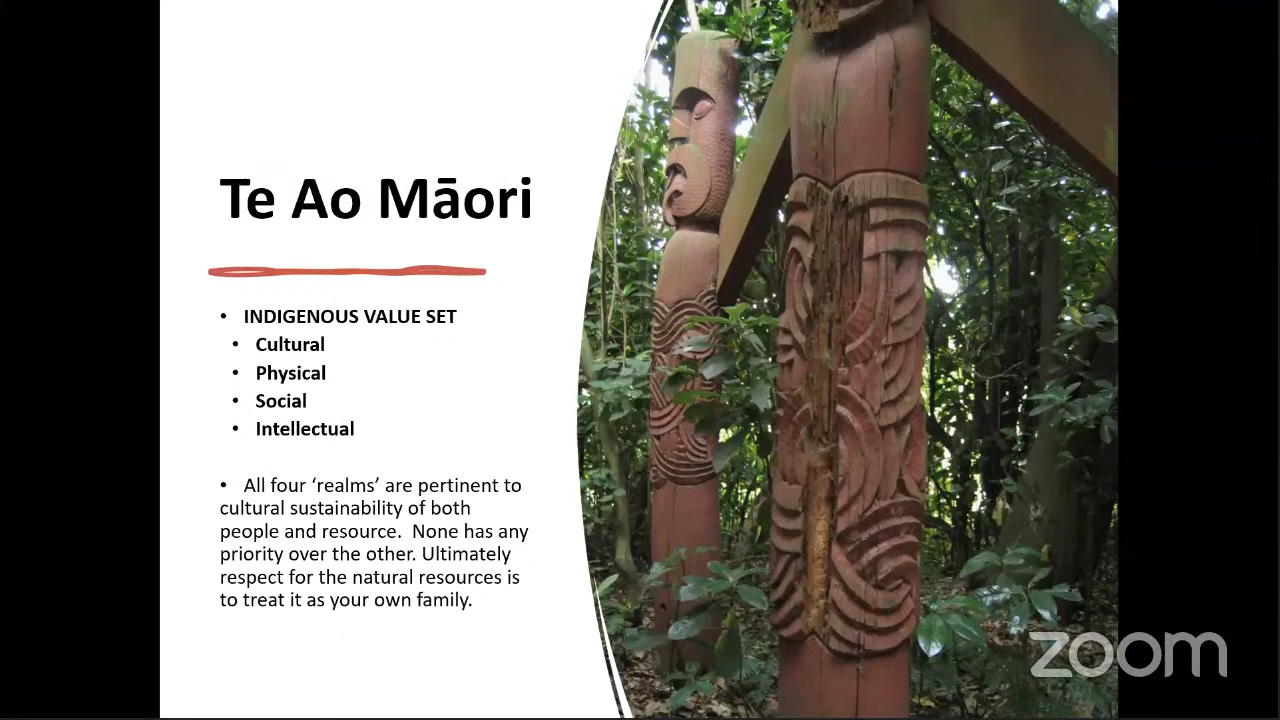 Te Ao Māori
• INDIGENOUS VALUE SET
• Cultural
• Physical
• Social
• Intellectual
• All four ‘realms’ are pertinent to
cultural sustainability of both
people and resource.  None has any
priority over the other. Ultimately
respect for the natural resources is
to treat it as your own family.
zoom